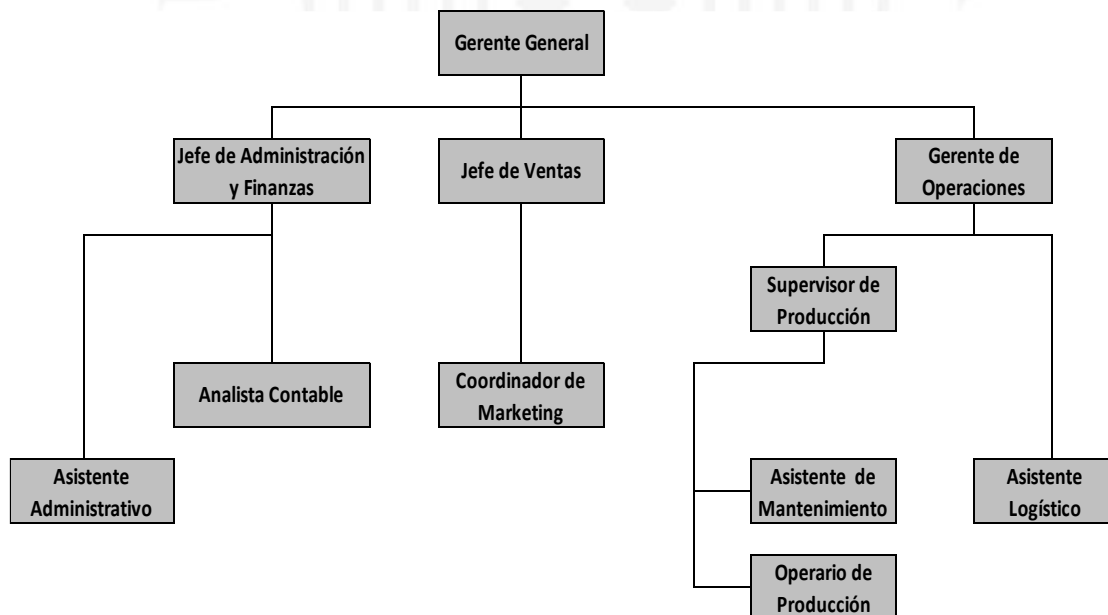 Gerente General
Jefe de Administración
y Finanzas
Jefe de Ventas
Gerente de
Operaciones
Supervisor de
Producción
Analista Contable
Coordinador de
Marketing
Asistente
Administrativo
Asistente de
Mantenimiento
Asistente
Logístico
Operario de
Producción